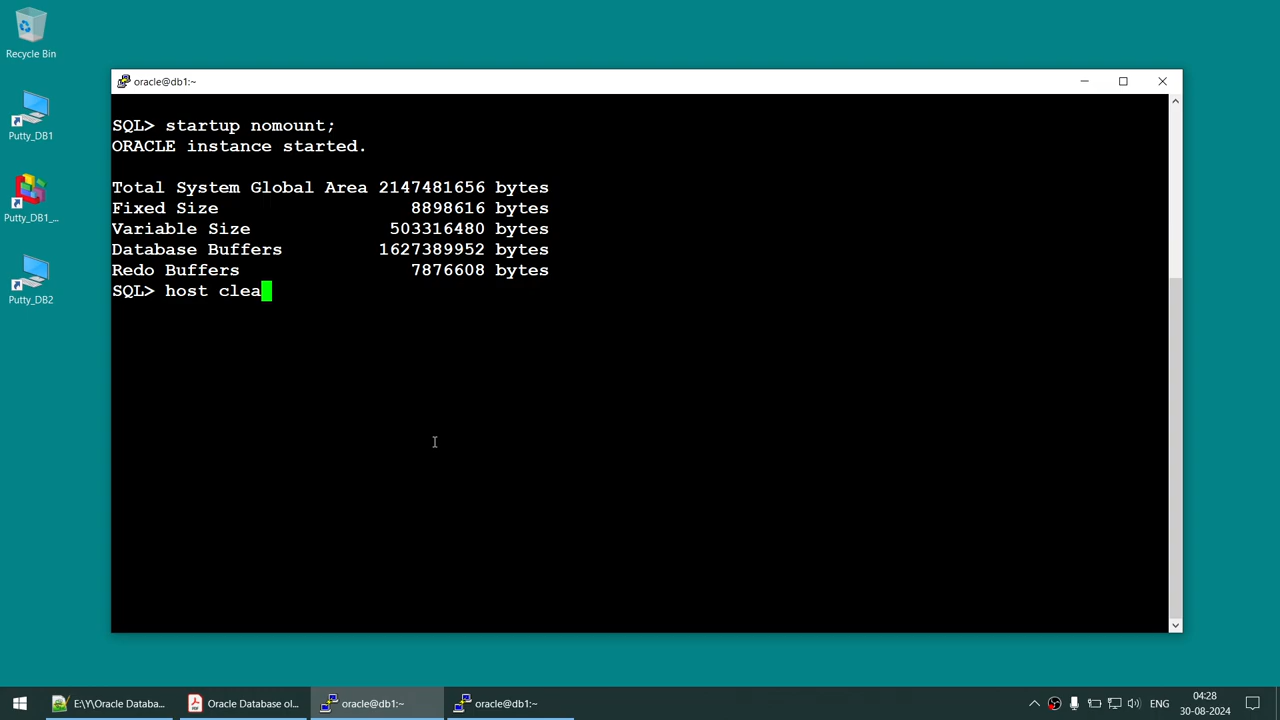 Recycle Bin
Putty_DB1
Putty_DB1_...
Putty_DB2
oracle@db1:~
SQL> startup nomount;
ORACLE instance started.
Total System Global Area 2147481656 bytes
Fixed Size 8898616 bytes
Variable Size 503316480 bytes
Database Buffers 1627389952 bytes
Redo Buffers 7876608 bytes
SQL> host clea
E:\Y\Oracle Databa...
Oracle Database ol...
oracle@db1:~
oracle@db1:~
ENG
04:28
30-08-2024